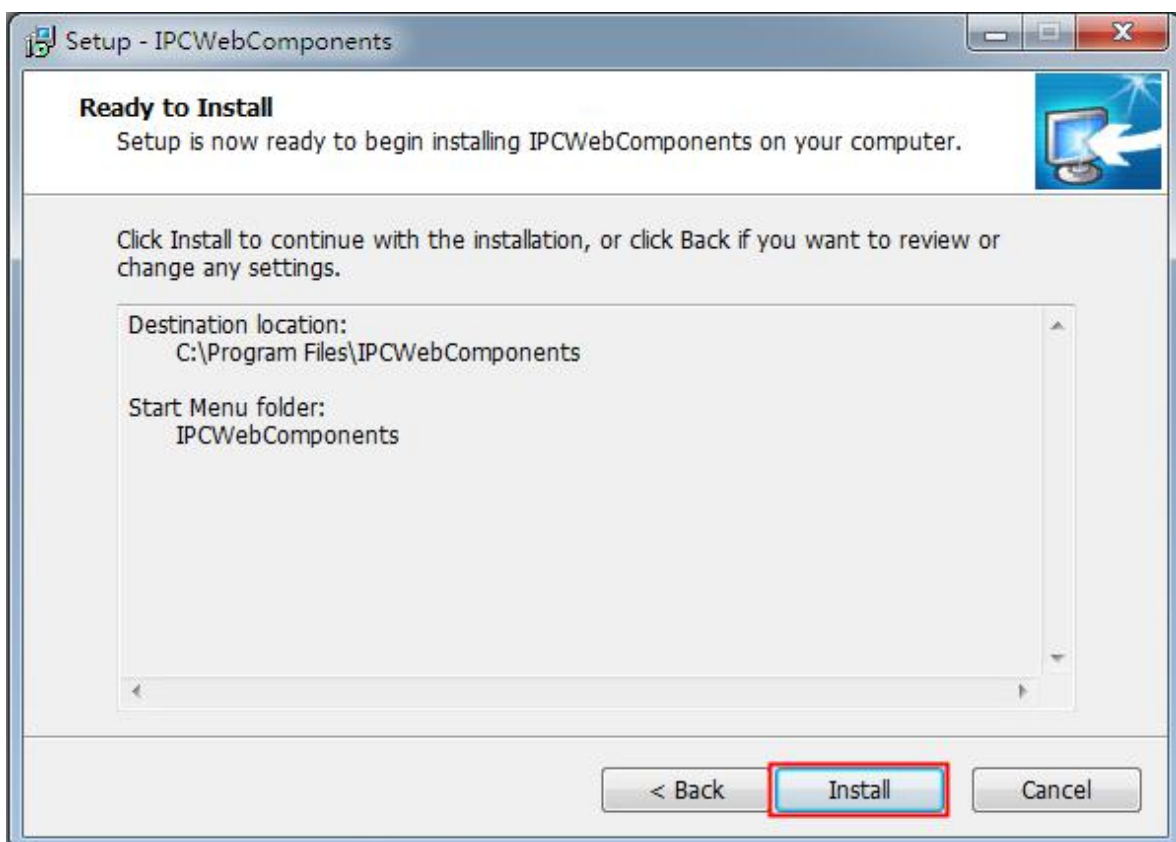 Setup - IPCWebComponents
Ready to Install
Setup is now ready to begin installing IPCWebComponents on your computer.
Click Install to continue with the installation, or click Back if you want to review or
change any settings.
Destination location:
C:\Program Files\IPCWebComponents
Start Menu folder:
IPCWebComponents
< Back Install Cancel